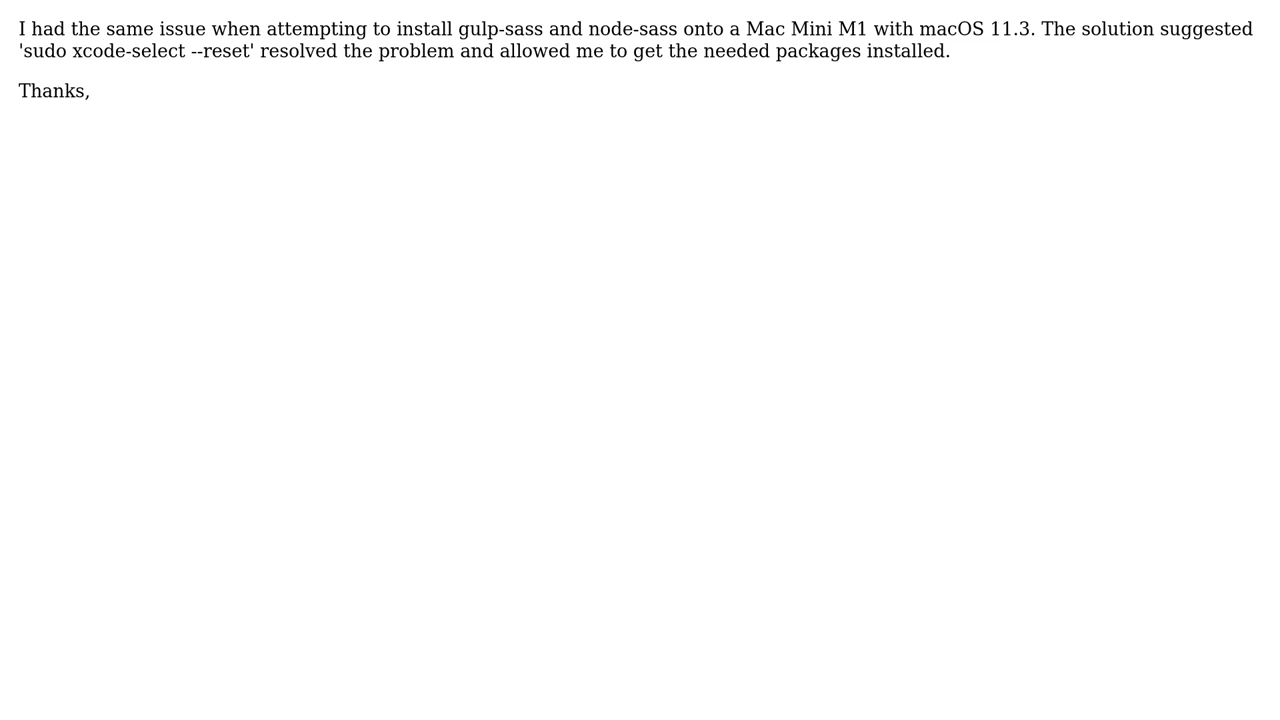 I had the same issue when attempting to install gulp-sass and node-sass onto a Mac Mini M1 with macOS 11.3. The solution suggested
'sudo xcode-select --reset' resolved the problem and allowed me to get the needed packages installed.
Thanks,